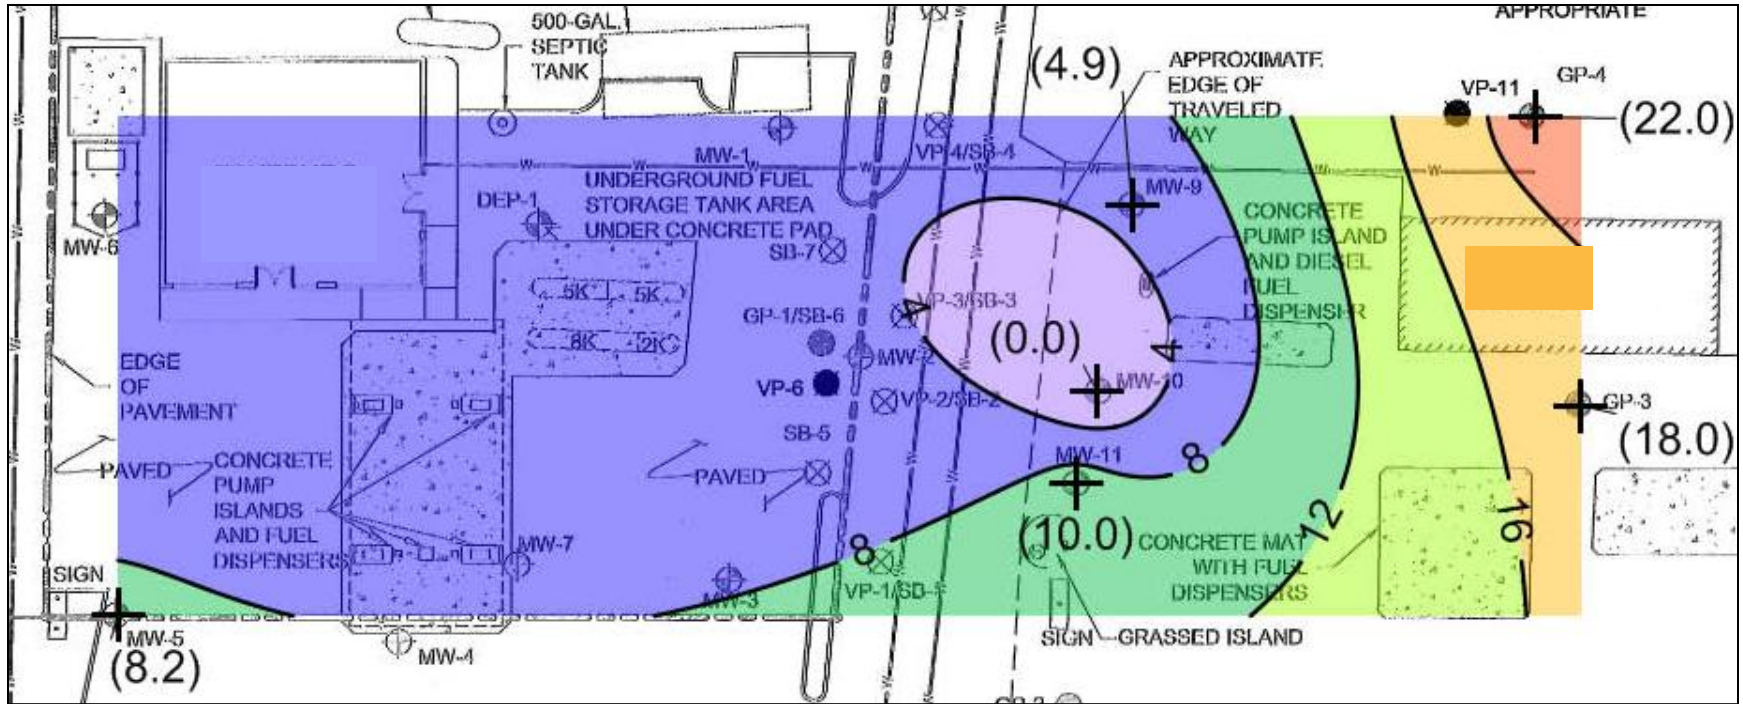 APPROPRIATE
500-GAL.
SEPTIC
TANK
(4.9)
APPROXIMATE
EDGE OF
TRAVELED
WAY
VP-11
GP-4
(22.0)
MW-1
VP-4/SB-4
UNDERGROUND FUEL
STORAGE TANK AREA
UNDER CONCRETE PAD
DEP-1
MW-9
MW-6
SB-7
CONCRETE
PUMP ISLAND
AND DIESEL
FUEL
DISPENSER
5K
5K
8K
2K
GP-1/SB-6
VP-3/SB-3
4
(0.0)
4
MW-2
MW-10
EDGE
OF
PAVEMENT
VP-6
VP-2/SB-2
GP-3
(18.0)
SB-5
PAVED
CONCRETE
PUMP
ISLANDS
AND FUEL
DISPENSERS
PAVED
MW-11
8
(10.0)
CONCRETE MAT
WITH FUEL
DISPENSERS
12
16
MW-7
8
SIGN
MW-3
VP-1/SB-1
MW-5
(8.2)
MW-4
SIGN
GRASSED ISLAND